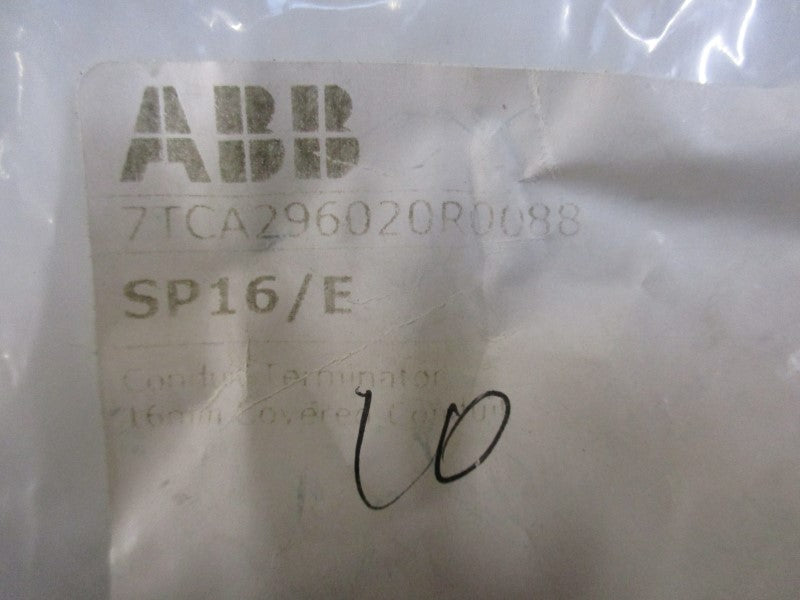 ABB
7TCA296020R0088
SP16/E
Conduit Terminator
16mm Covered Conduit